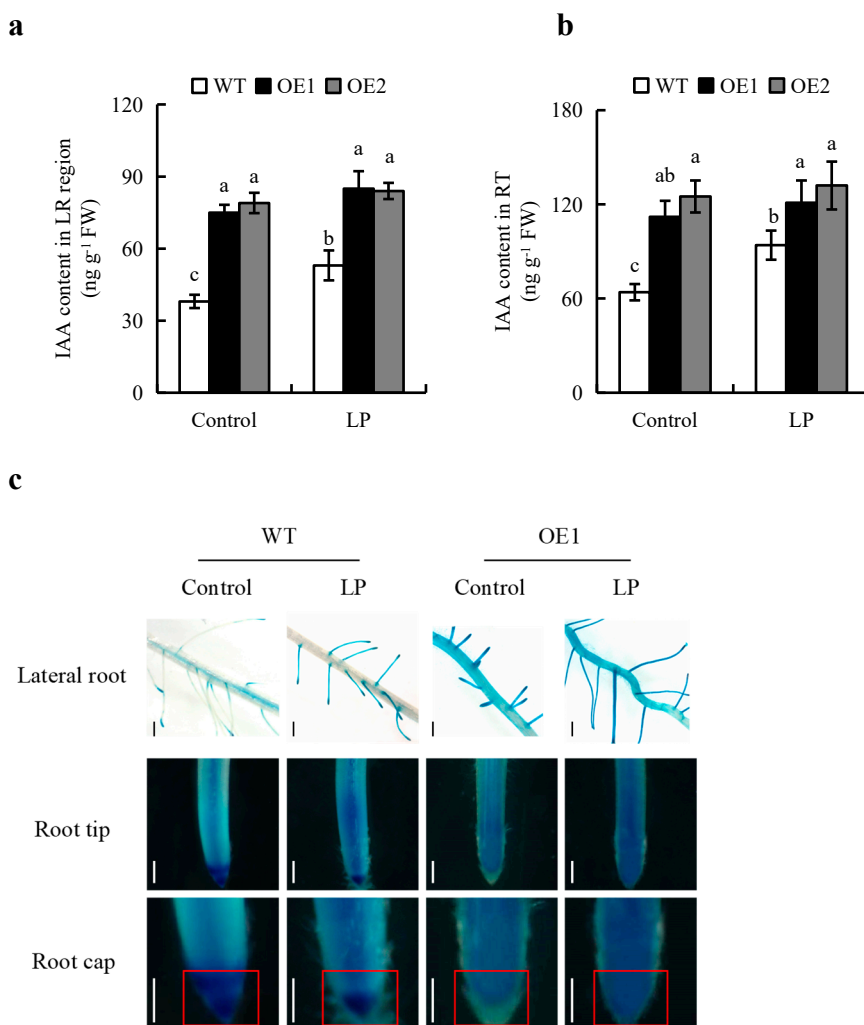 a
WT OE1 OE2
120
90
60
30
0
IAA content in LR region
(ng g⁻¹ FW)
c a a b a a
Control LP
b
WT OE1 OE2
180
120
60
0
IAA content in RT
(ng g⁻¹ FW)
c ab a b a a
Control LP
c
WT OE1
Control LP Control LP
Lateral root
Root tip
Root cap